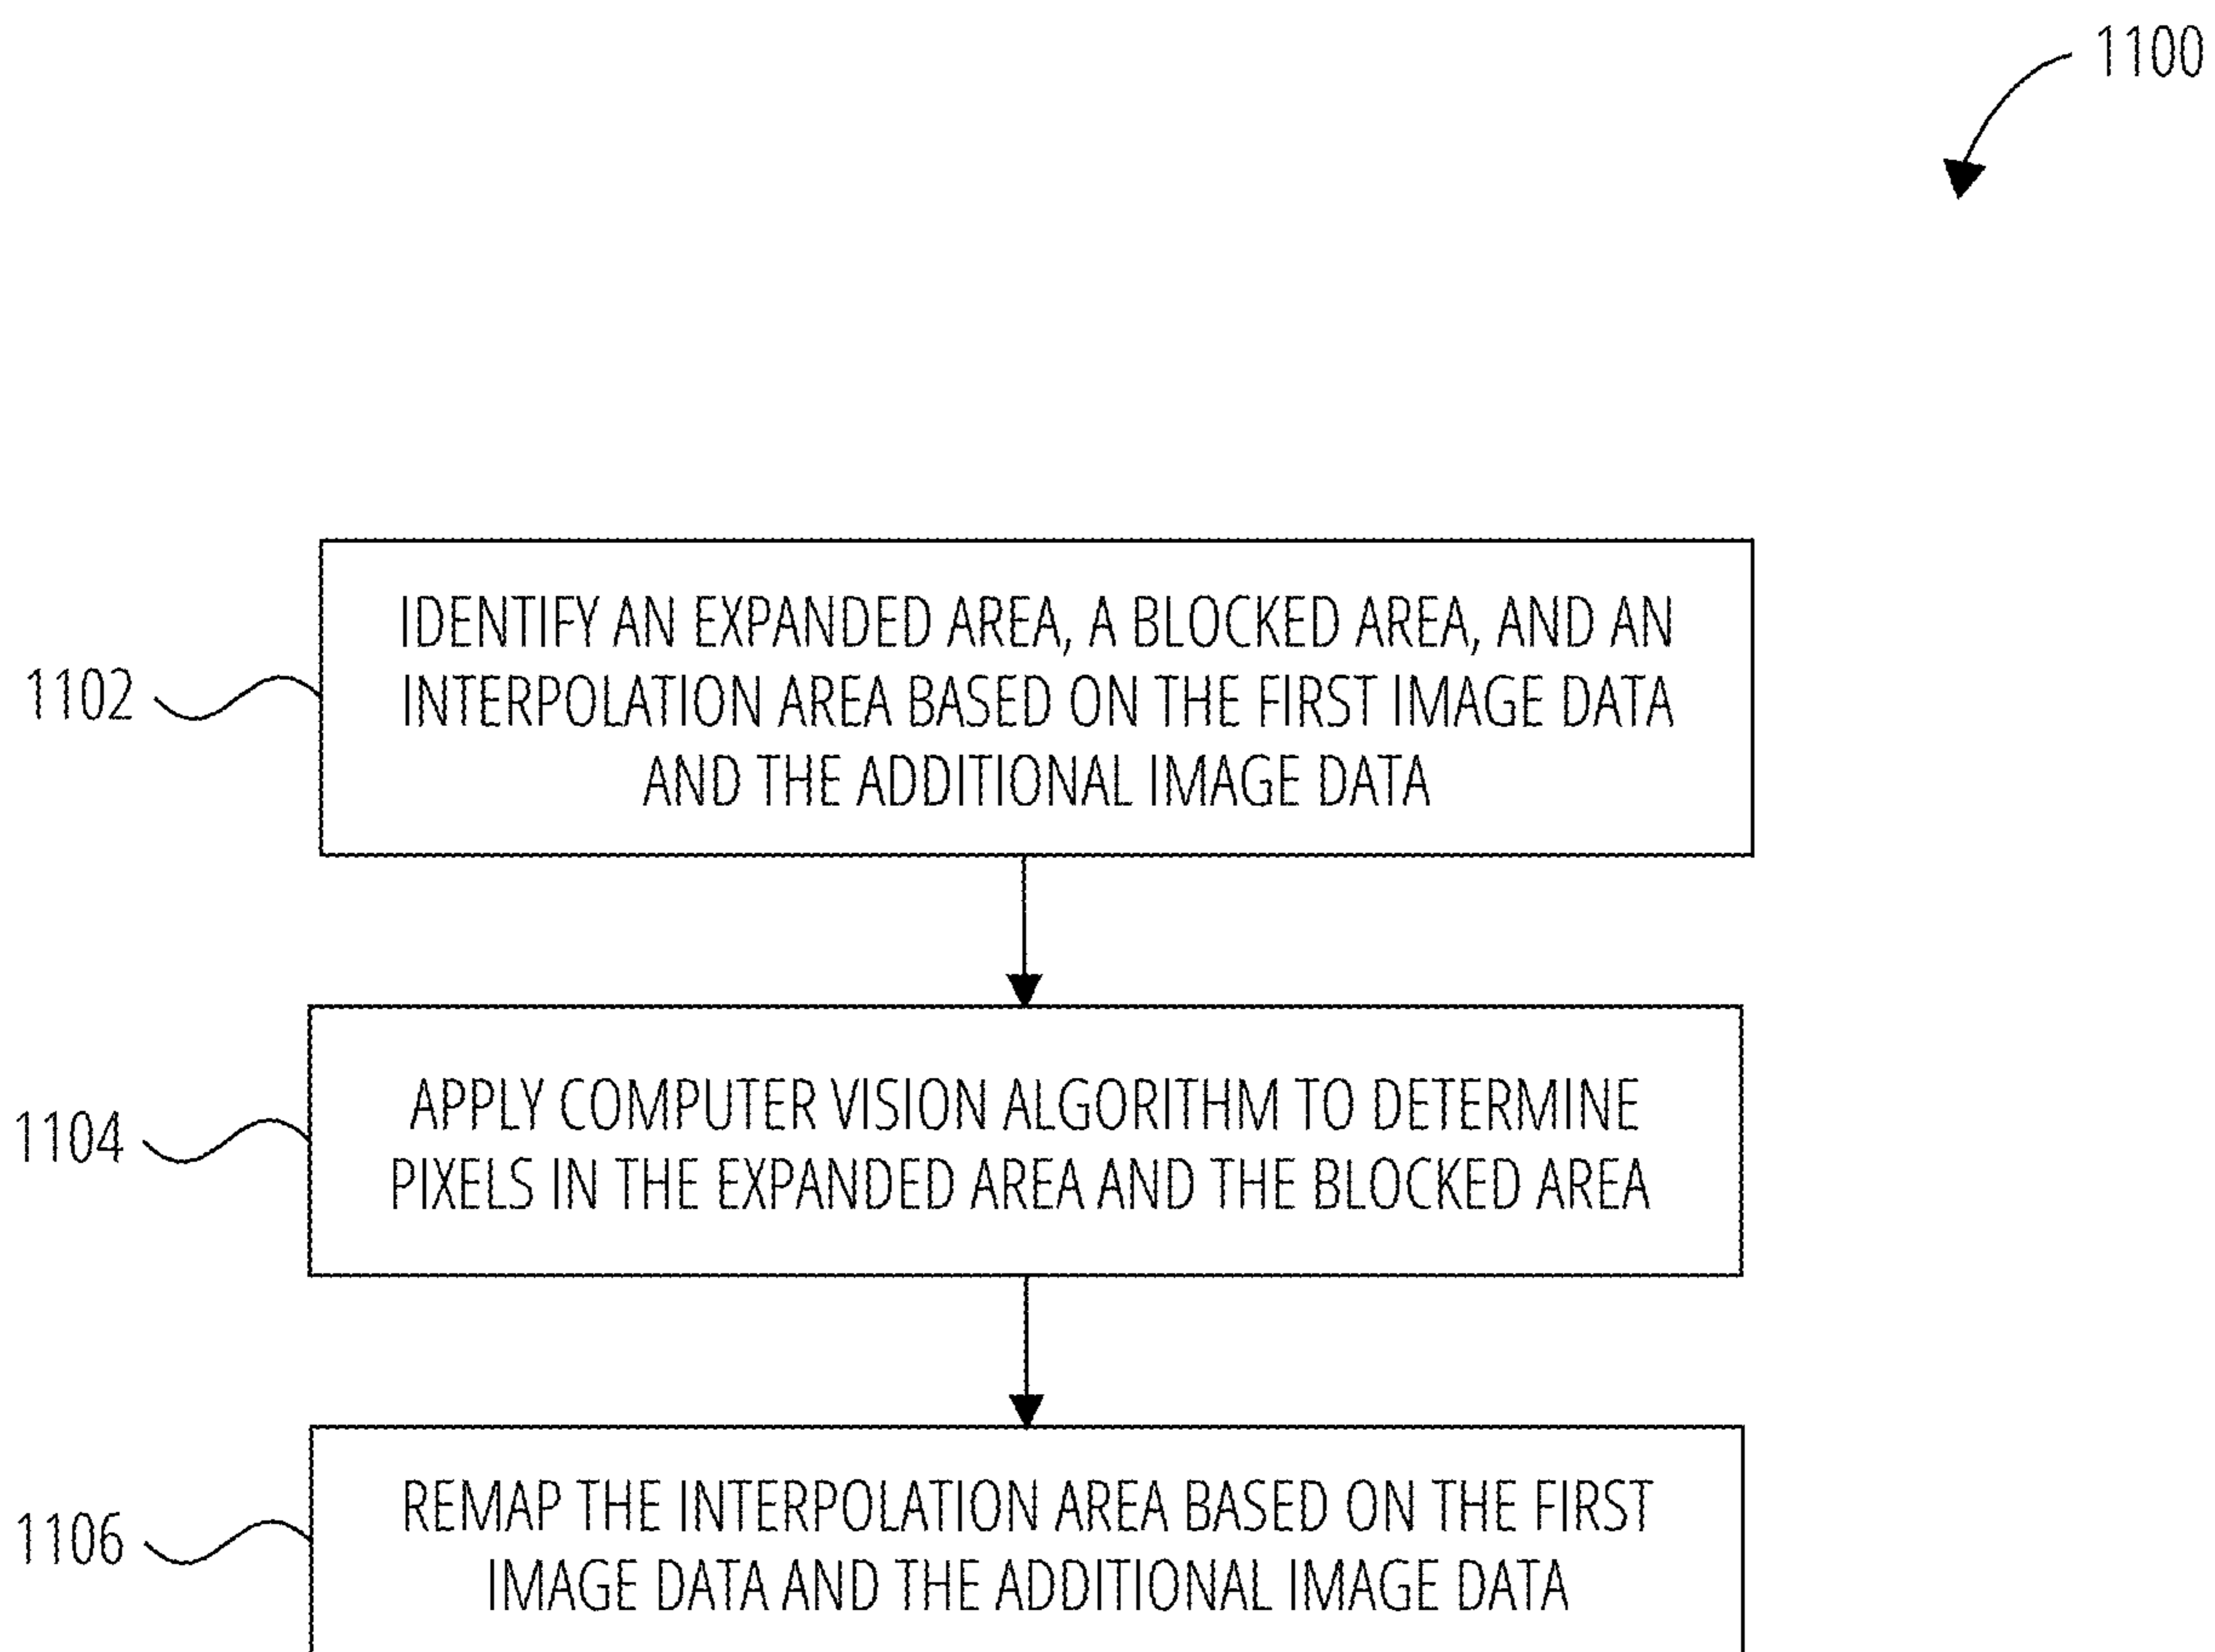 1100
IDENTIFY AN EXPANDED AREA, A BLOCKED AREA, AND AN
1102
INTERPOLATION AREA BASED ON THE FIRST IMAGE DATA
AND THE ADDITIONAL IMAGE DATA
APPLY COMPUTER VISION ALGORITHM TO DETERMINE
1104
PIXELS IN THE EXPANDED AREA AND THE BLOCKED AREA
REMAP THE INTERPOLATION AREA BASED ON THE FIRST
1106
IMAGE DATA AND THE ADDITIONAL IMAGE DATA